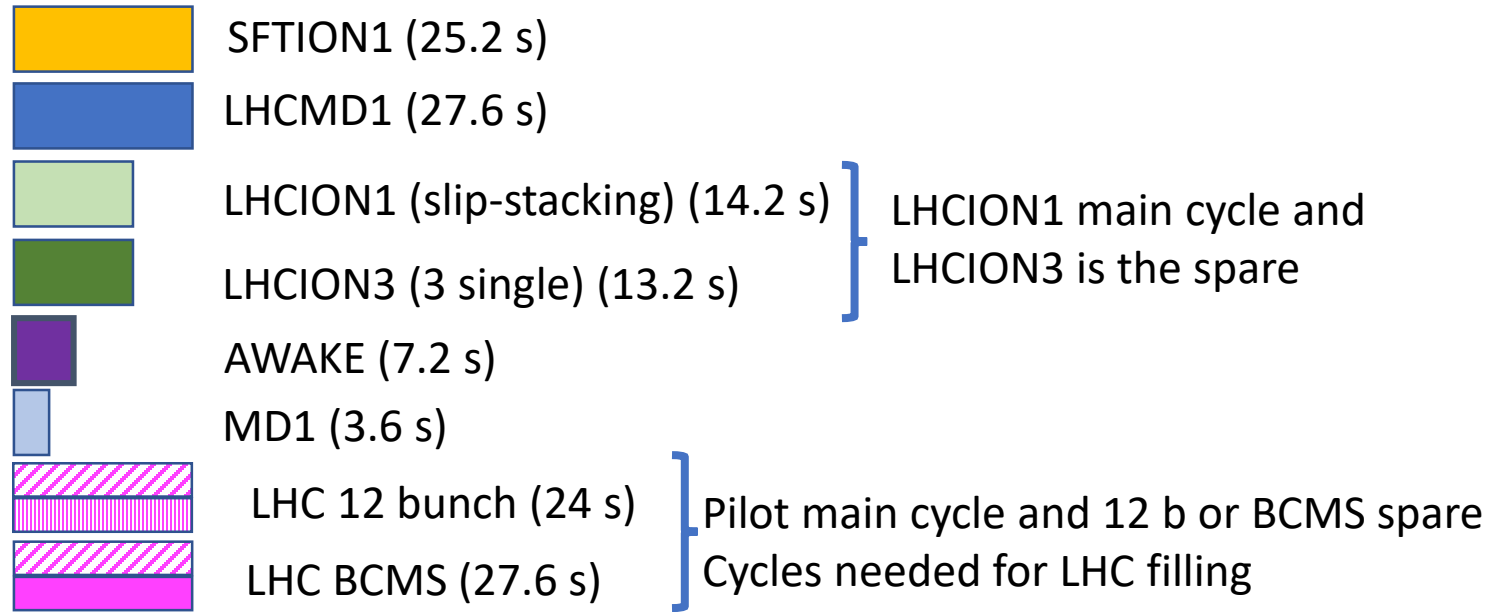 SFTION1 (25.2 s)
LHCMD1 (27.6 s)
LHCION1 (slip-stacking) (14.2 s)
LHCION3 (3 single) (13.2 s)
LHCION1 main cycle and
LHCION3 is the spare
AWAKE (7.2 s)
MD1 (3.6 s)
LHC 12 bunch (24 s)
LHC BCMS (27.6 s)
Pilot main cycle and 12 b or BCMS spare
Cycles needed for LHC filling